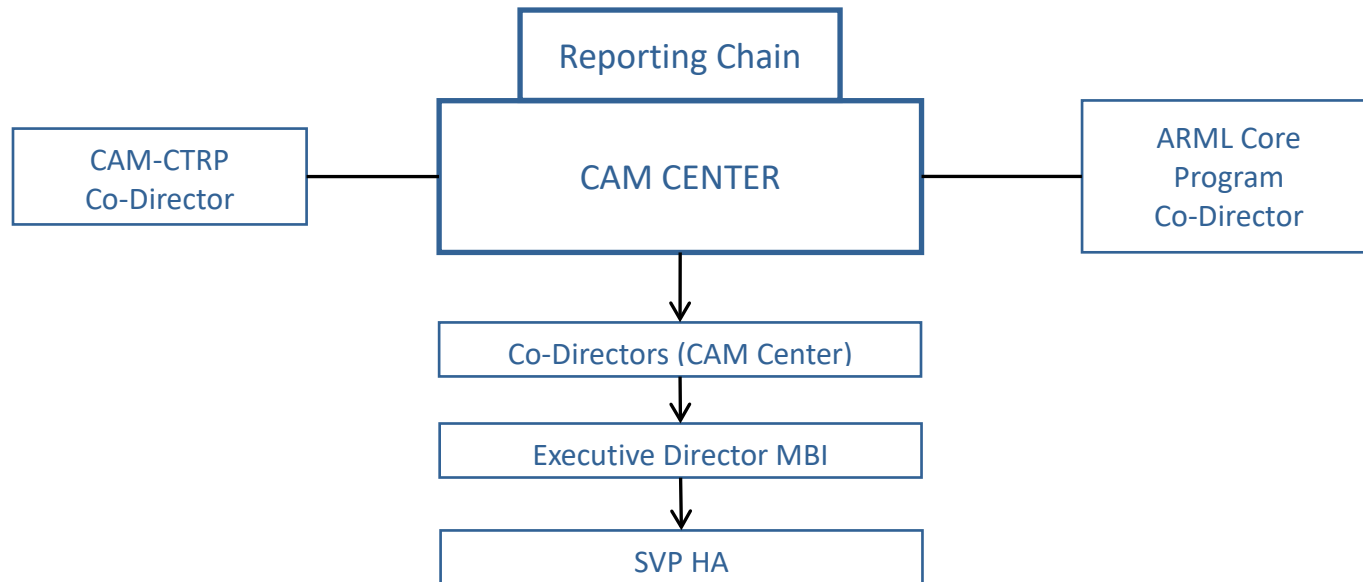 Reporting Chain
CAM-CTRP
Co-Director
CAM CENTER
ARML Core
Program
Co-Director
Co-Directors (CAM Center)
Executive Director MBI
SVP HA